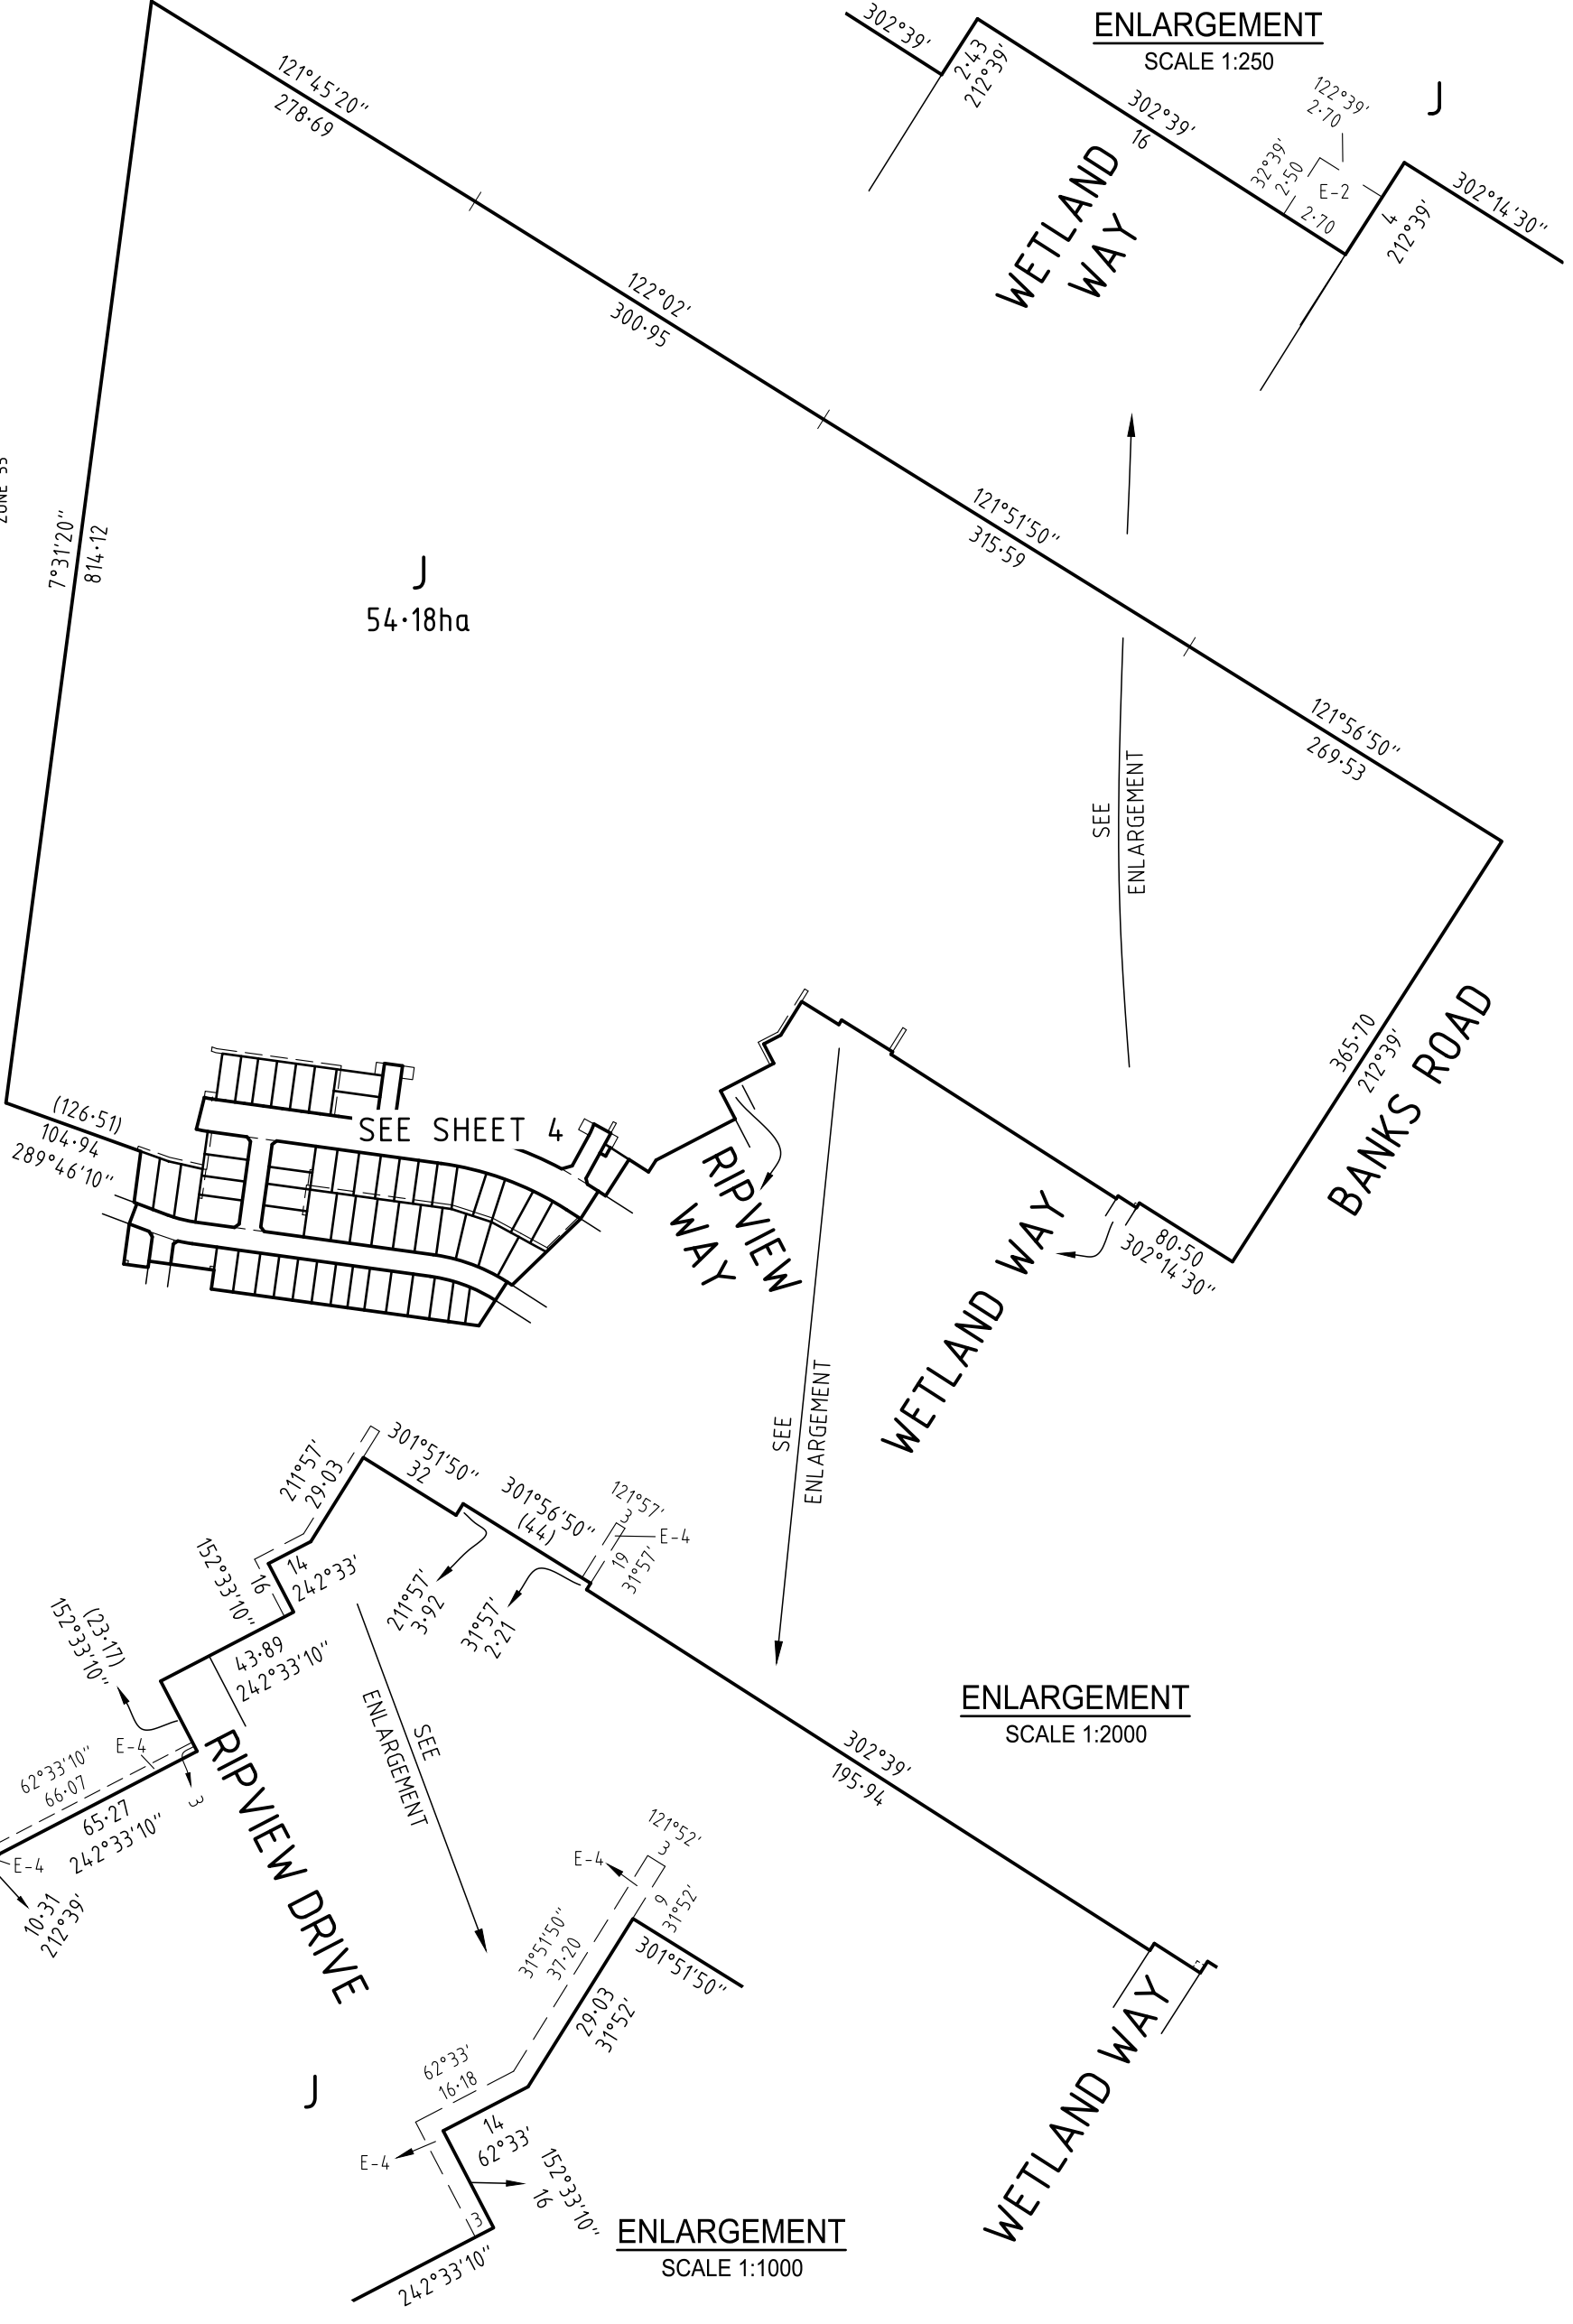 302°39'
2·43
212°39'
ENLARGEMENT
SCALE 1:250
302°39'
16
122°39'
2·70
J
32°39'
2·50
E-2
2·70
4
212°39'
302°14'30"
WETLAND
WAY
121°45'20"
278·69
122°02'
300·95
121°51'50"
315·59
121°56'50"
269·53
7°31'20"
814·12
J
54·18ha
SEE
ENLARGEMENT
365·70
212°39'
BANKS ROAD
(126·51)
104·94
289°46'10"
SEE SHEET 4
RIPVIEW
WAY
WETLAND WAY
80·50
302°14'30"
SEE
ENLARGEMENT
211°57'
29·03
301°51'50"
32
301°56'50"
(44)
121°57'
3
E-4
19
31°57'
152°33'10"
16
14
242°33'
211°57'
3·92
31°57'
2·21
(23·17)
152°33'10"
43·89
242°33'10"
SEE
ENLARGEMENT
ENLARGEMENT
SCALE 1:2000
302°39'
195·94
E-4
62°33'10"
66·07
3
65·27
242°33'10"
E-4
10·31
212°39'
RIPVIEW DRIVE
121°52'
3
E-4
9
31°52'
31°51'50"
37·20
301°51'50"
29·03
31°52'
WETLAND WAY
62°33'
16·18
J
14
62°33'
E-4
152°33'10"
16
3
242°33'10"
ENLARGEMENT
SCALE 1:1000